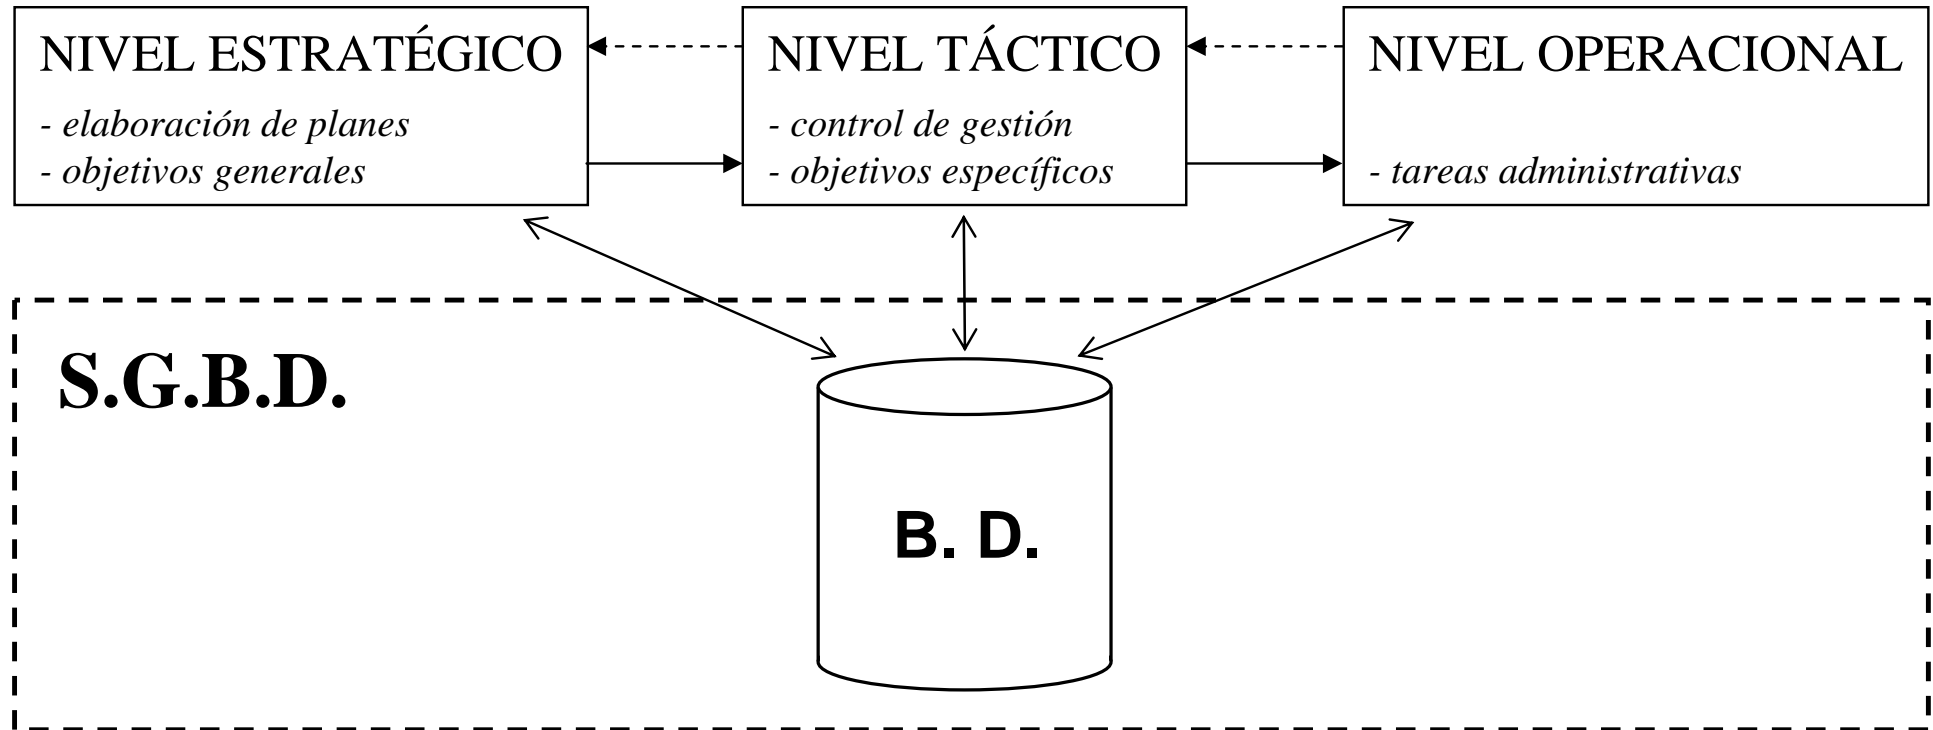 NIVEL ESTRATÉGICO
- elaboración de planes
- objetivos generales
NIVEL TÁCTICO
- control de gestión
- objetivos específicos
NIVEL OPERACIONAL
- tareas administrativas
S.G.B.D.
B. D.